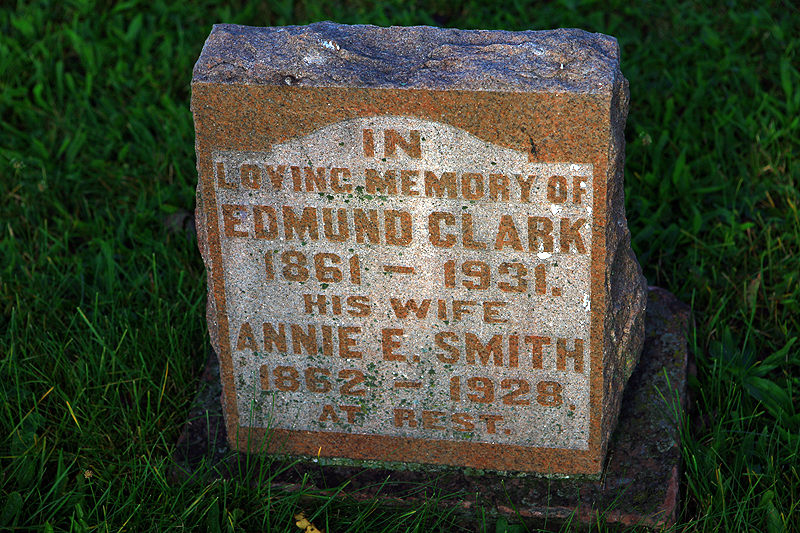 IN
LOVING MEMORY OF
EDMUND CLARK
1861 – 1931.
HIS WIFE
ANNIE E. SMITH
1862 – 1928,
AT REST.